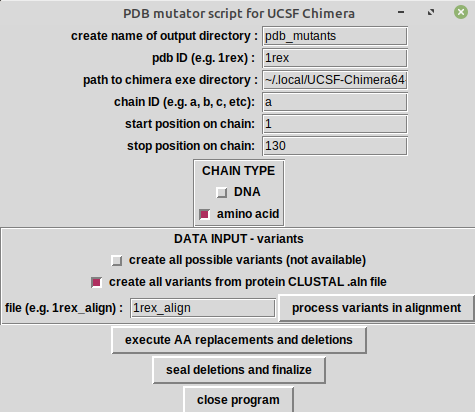 PDB mutator script for UCSF Chimera
create name of output directory : pdb_mutants
pdb ID (e.g. 1rex) : 1rex
path to chimera exe directory : ~/.local/UCSF-Chimera64
chain ID (e.g. a, b, c, etc): a
start position on chain: 1
stop position on chain: 130
CHAIN TYPE
DNA
amino acid
DATA INPUT - variants
create all possible variants (not available)
create all variants from protein CLUSTAL .aln file
file (e.g. 1rex_align) : 1rex_align process variants in alignment
execute AA replacements and deletions
seal deletions and finalize
close program